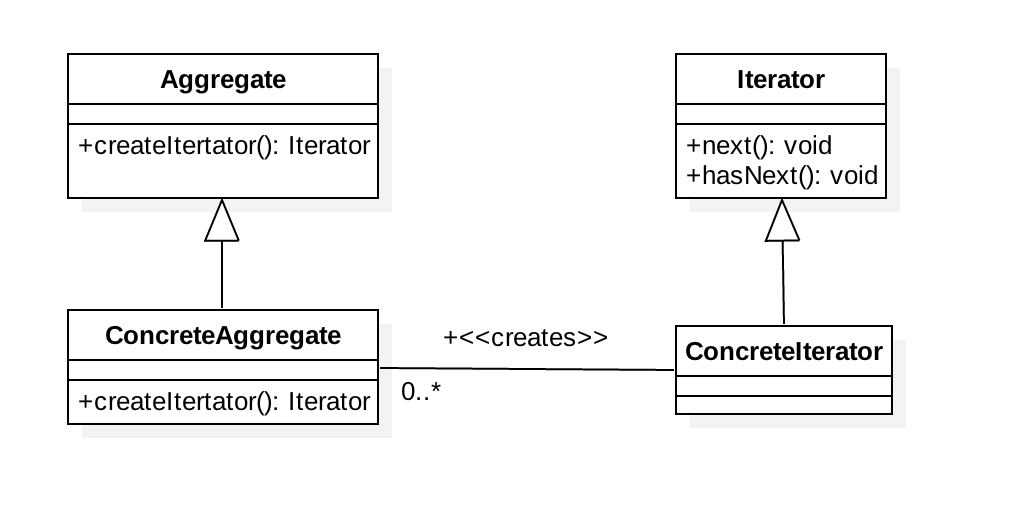 Aggregate
+createItertator(): Iterator
Iterator
+next(): void
+hasNext(): void
ConcreteAggregate
+createItertator(): Iterator
+<<creates>>
0..*
ConcreteIterator